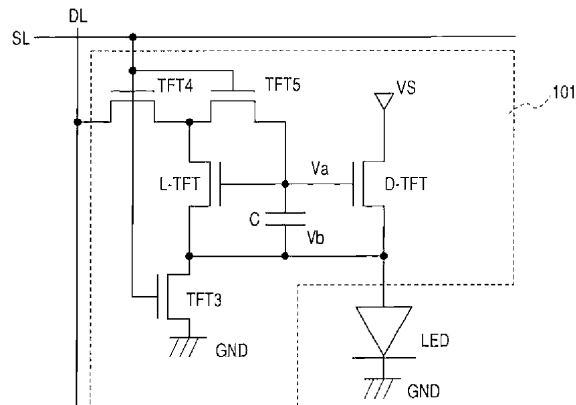 DL
SL
TFT4
TFT5
VS
101
L-TFT
Va
D-TFT
C
Vb
TFT3
GND
LED
GND